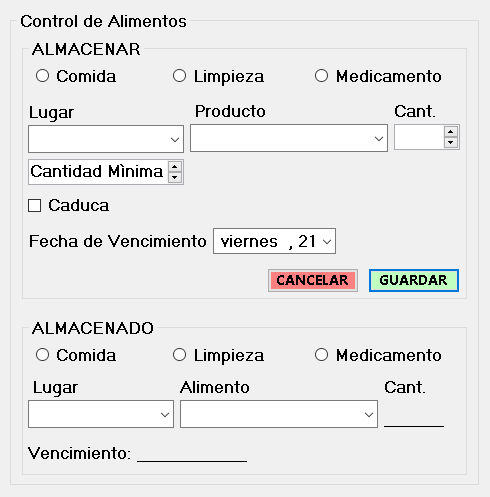 Control de Alimentos
ALMACENAR
Comida Limpieza Medicamento
Lugar Producto Cant.
Cantidad Mìnima
Caduca
Fecha de Vencimiento viernes , 21
CANCELAR GUARDAR
ALMACENADO
Comida Limpieza Medicamento
Lugar Alimento Cant.
Vencimiento: